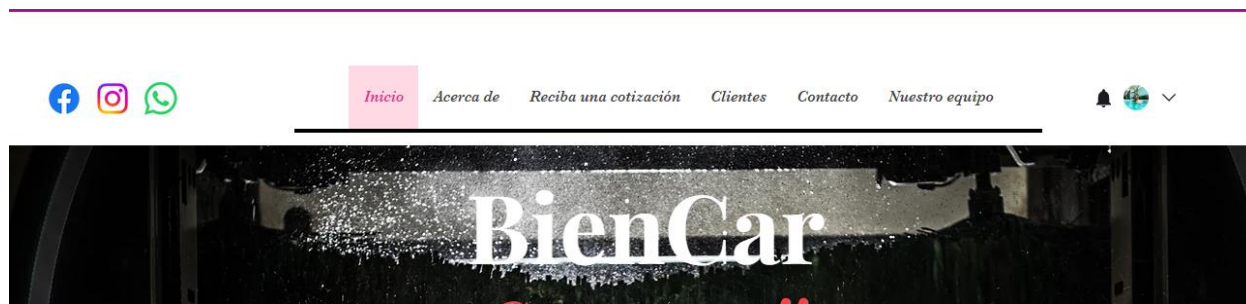 Inicio Acerca de Reciba una cotización Clientes Contacto Nuestro equipo
BienCar